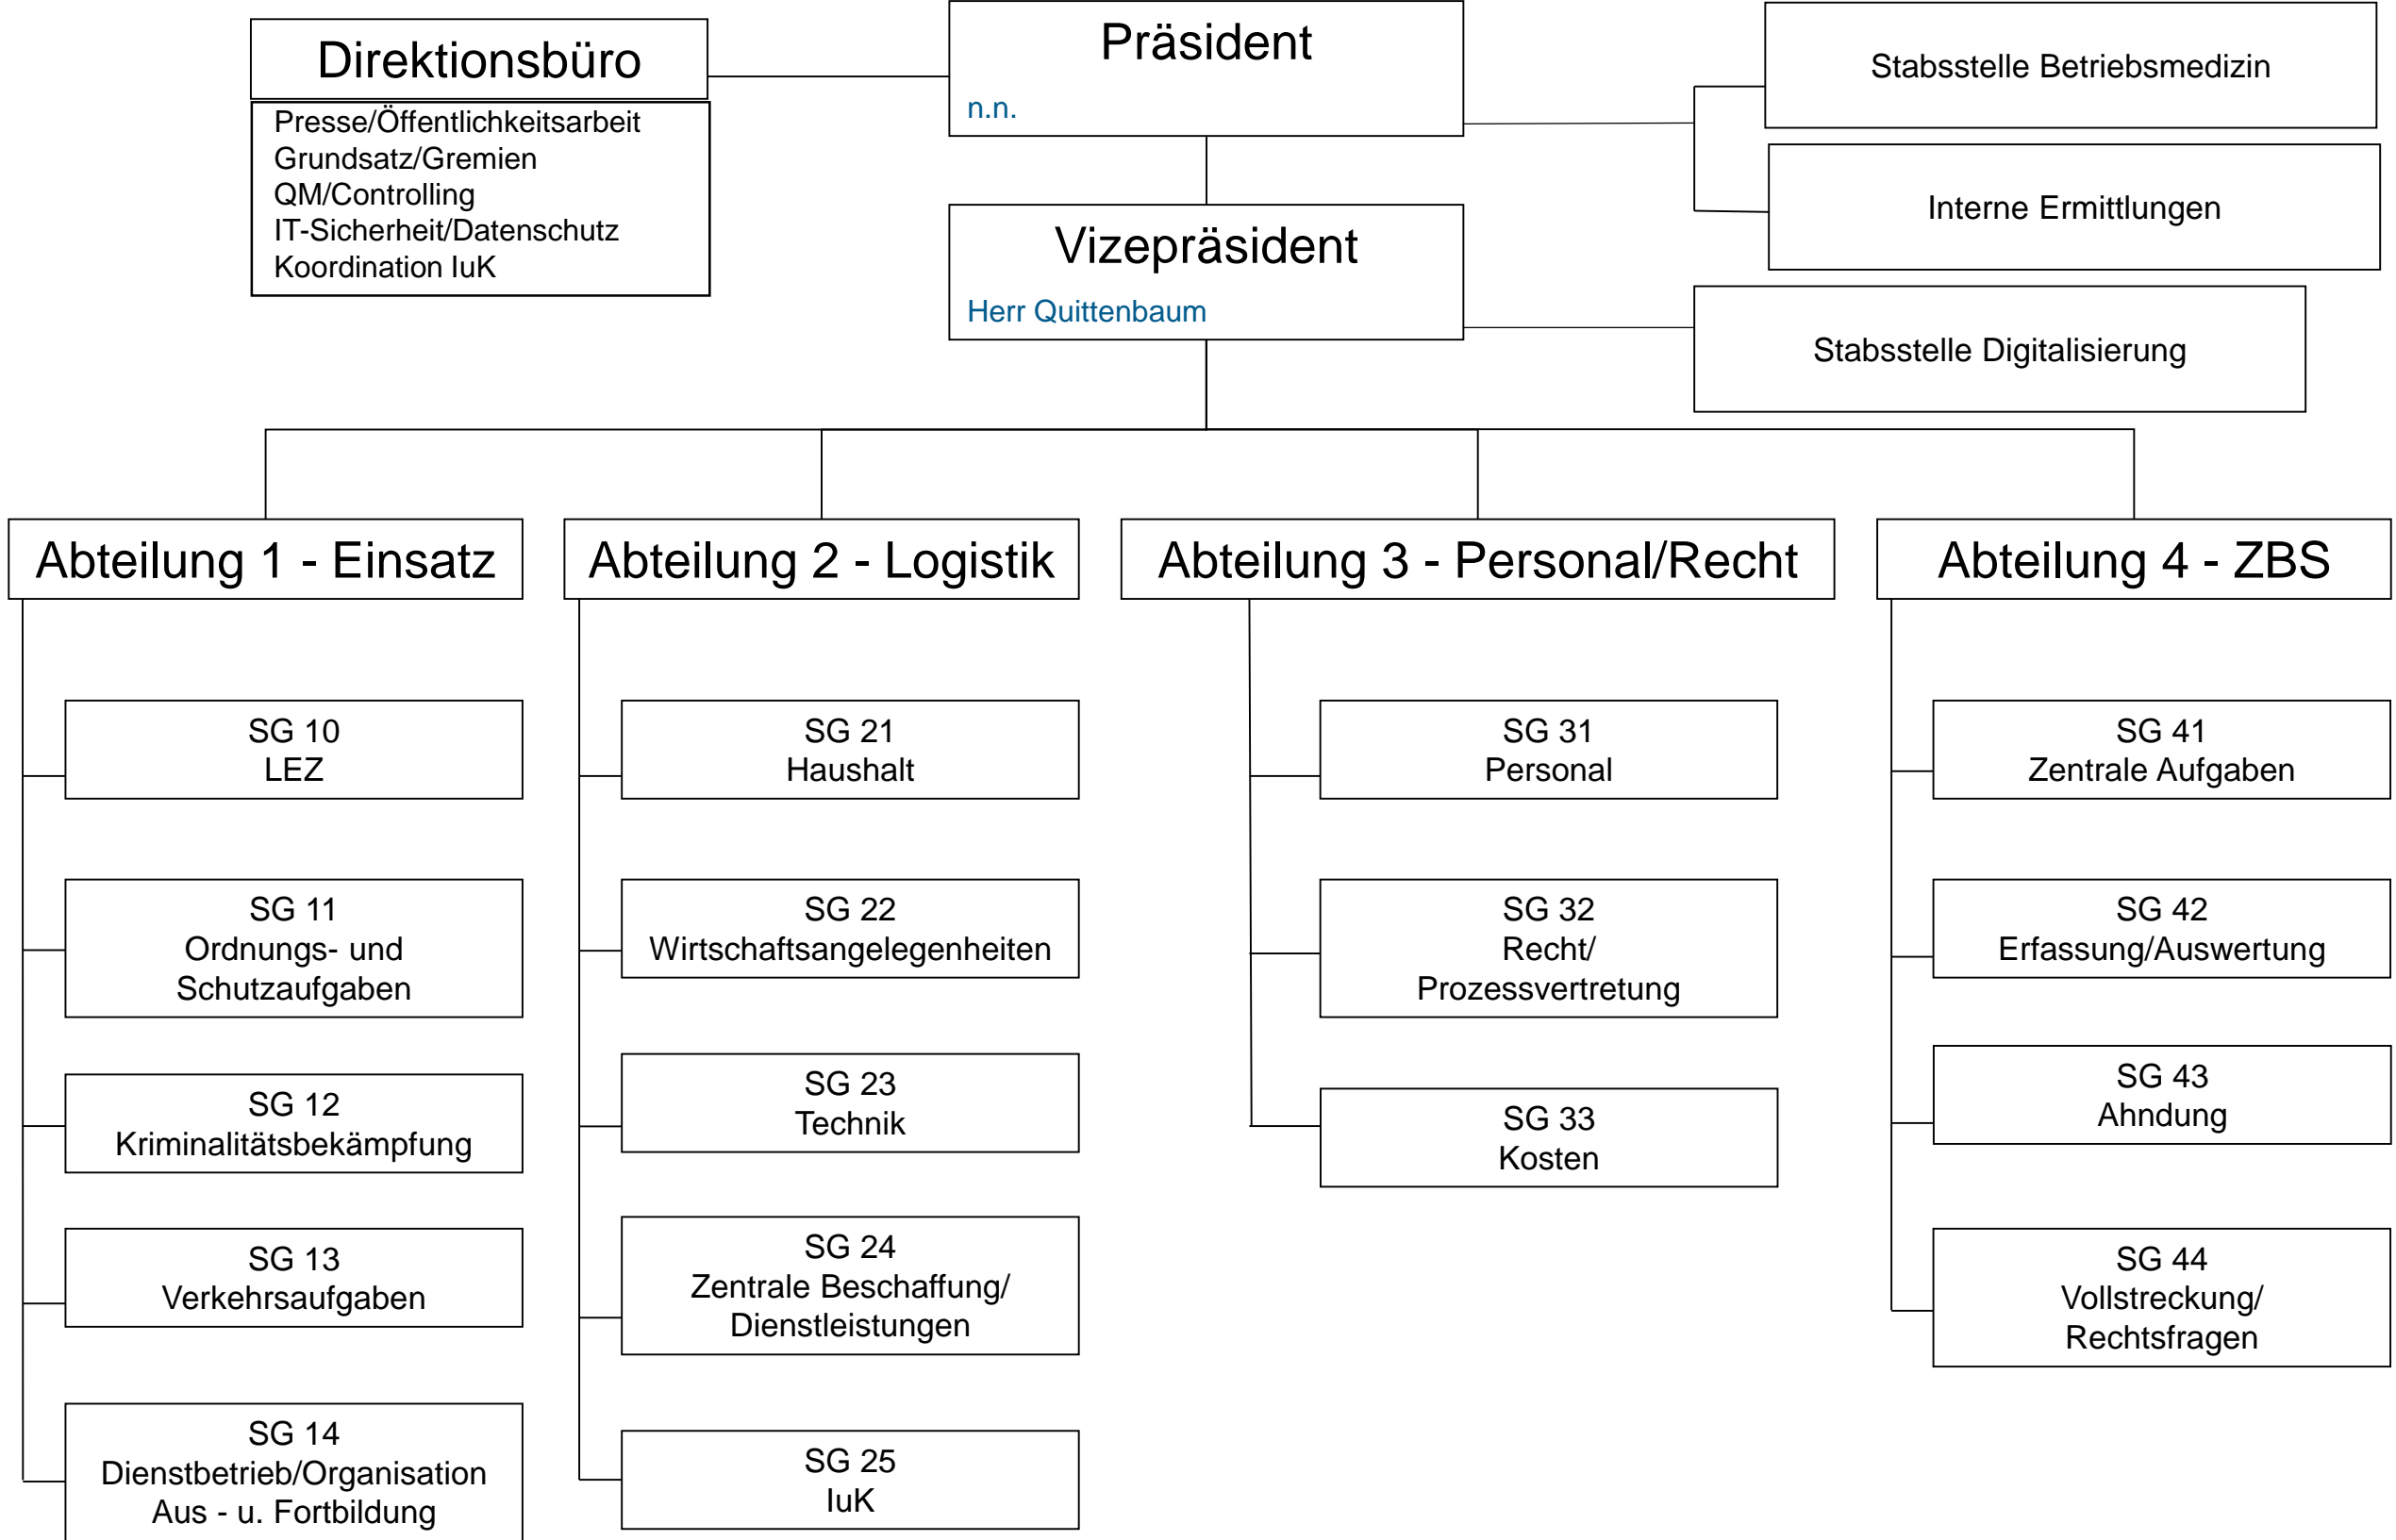 Direktionsbüro
Presse/Öffentlichkeitsarbeit
Grundsatz/Gremien
QM/Controlling
IT-Sicherheit/Datenschutz
Koordination IuK
Präsident
n.n.
Vizepräsident
Herr Quittenbaum
Stabsstelle Betriebsmedizin
Interne Ermittlungen
Stabsstelle Digitalisierung
Abteilung 1 - Einsatz
SG 10
LEZ
SG 11
Ordnungs- und
Schutzaufgaben
SG 12
Kriminalitätsbekämpfung
SG 13
Verkehrsaufgaben
SG 14
Dienstbetrieb/Organisation
Aus - u. Fortbildung
Abteilung 2 - Logistik
SG 21
Haushalt
SG 22
Wirtschaftsangelegenheiten
SG 23
Technik
SG 24
Zentrale Beschaffung/
Dienstleistungen
SG 25
IuK
Abteilung 3 - Personal/Recht
SG 31
Personal
SG 32
Recht/
Prozessvertretung
SG 33
Kosten
Abteilung 4 - ZBS
SG 41
Zentrale Aufgaben
SG 42
Erfassung/Auswertung
SG 43
Ahndung
SG 44
Vollstreckung/
Rechtsfragen